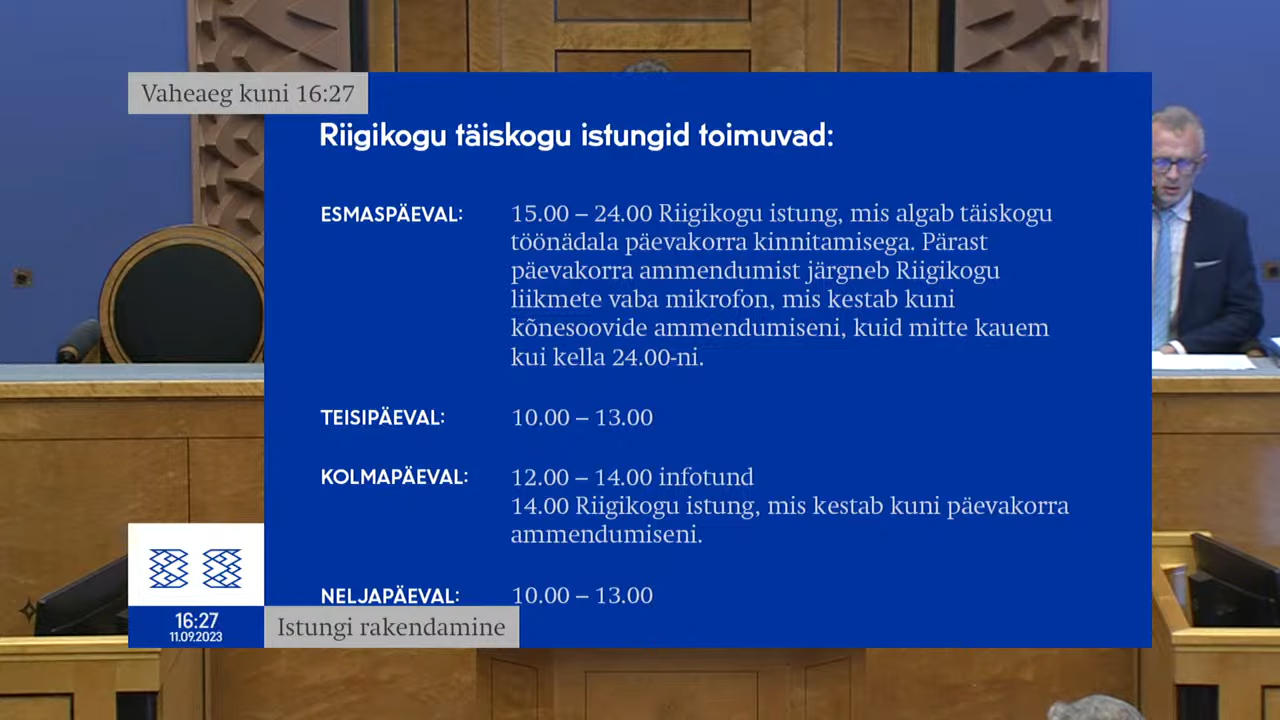 Vaheaeg kuni 16:27
Riigikogu täiskogu istungid toimuvad:
ESMASPÄEVAL:
15.00 – 24.00 Riigikogu istung, mis algab täiskogu
töönädala päevakorra kinnitamisega. Pärast
päevakorra ammendumist järgneb Riigikogu
liikmete vaba mikrofon, mis kestab kuni
kõnesoovide ammendumiseni, kuid mitte kauem
kui kella 24.00-ni.
TEISIPÄEVAL:
10.00 – 13.00
KOLMAPÄEVAL:
12.00 – 14.00 infotund
14.00 Riigikogu istung, mis kestab kuni päevakorra
ammendumiseni.
NELJAPÄEVAL:
10.00 – 13.00
16:27
11.09.2023
Istungi rakendamine